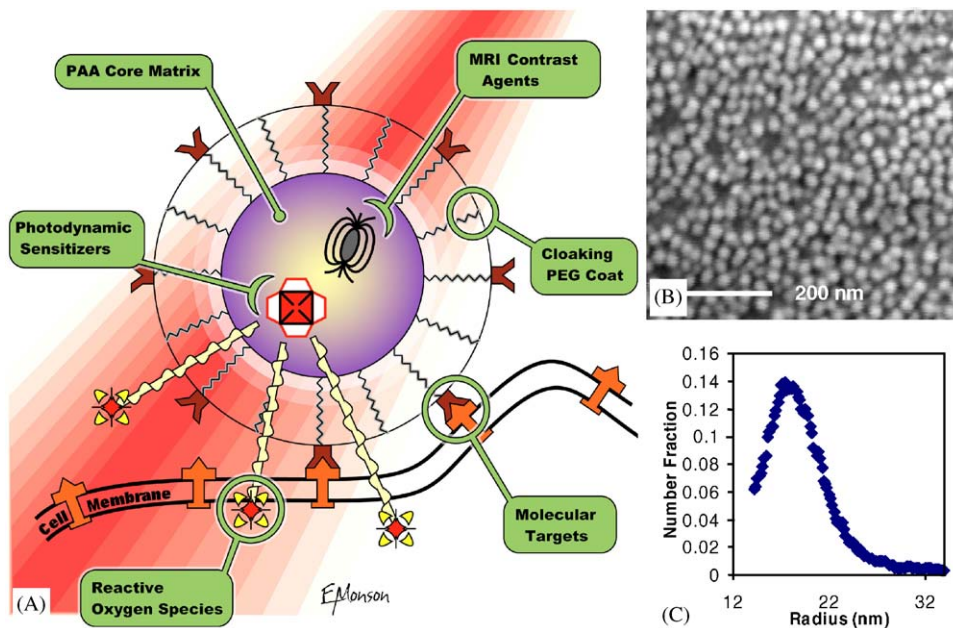 PAA Core Matrix
MRI Contrast
Agents
Photodynamic
Sensitizers
Cloaking
PEG Coat
Cell Membrane
Molecular
Targets
Reactive
Oxygen Species
EMonson
(A)
(B)
200 nm
0.16
0.14
0.12
0.1
0.08
0.06
0.04
0.02
0
Number Fraction
12
22
32
Radius (nm)
(C)